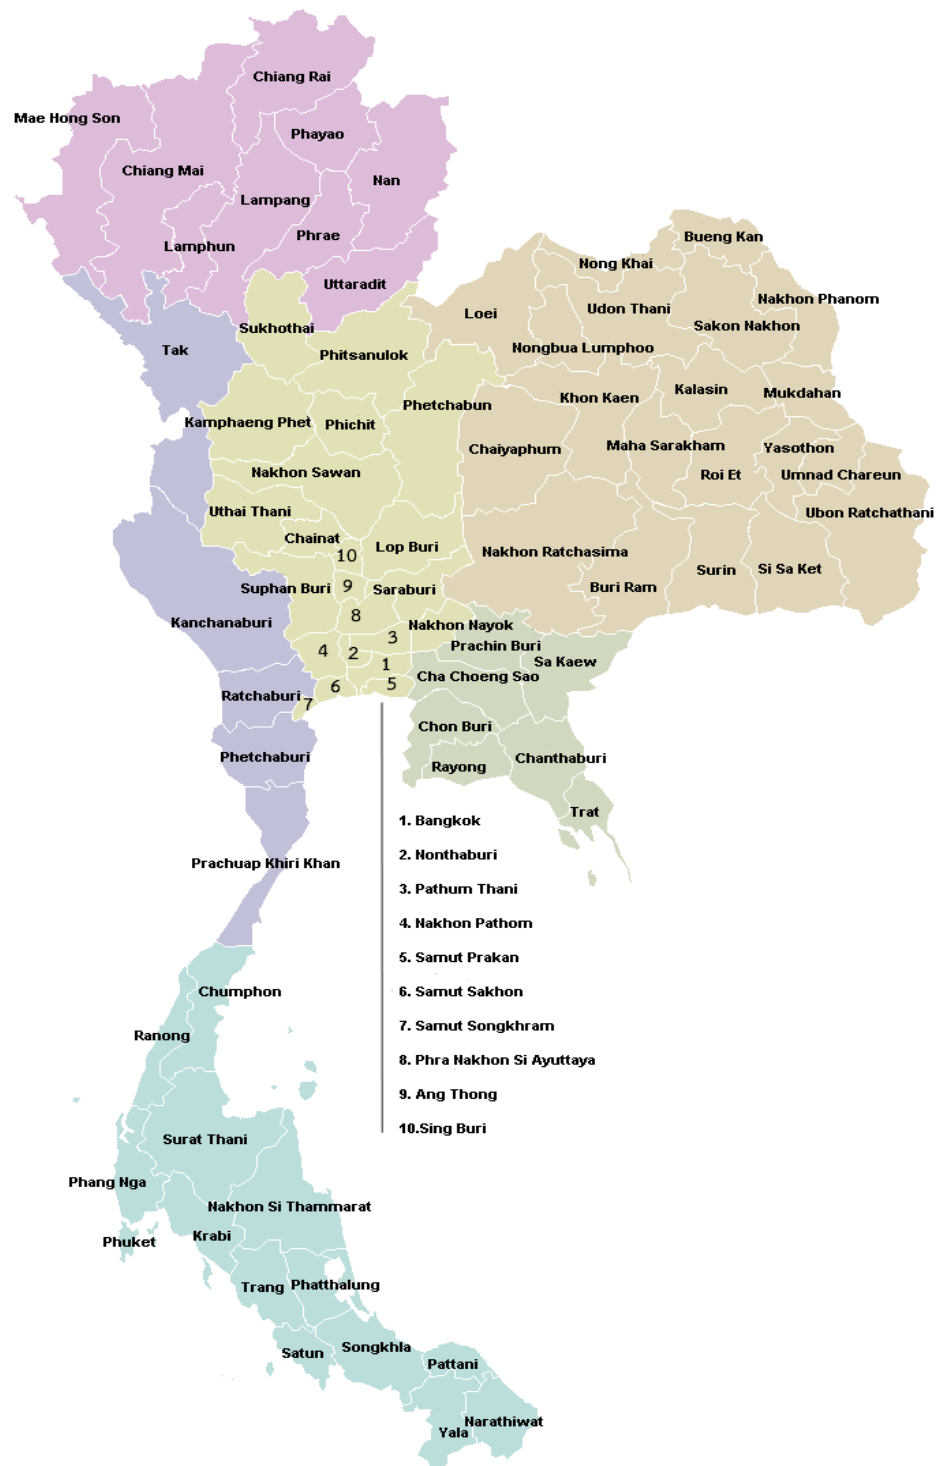 Chiang Rai
Mae Hong Son
Phayao
Chiang Mai
Nan
Lampang
Phrae
Lamphun
Uttaradit
Bueng Kan
Nong Khai
Nakhon Phanom
Udon Thani
Loei
Sakon Nakhon
Sukhothai
Nongbua Lumphoo
Tak
Phitsanulok
Kalasin
Mukdahan
Khon Kaen
Phetchabun
Kamphaeng Phet
Phichit
Maha Sarakham
Yasothon
Chaiyaphum
Nakhon Sawan
Roi Et
Umnad Chareun
Uthai Thani
Ubon Ratchathani
Chainat
Lop Buri
10
Nakhon Ratchasima
Surin
Si Sa Ket
Suphan Buri
9
Saraburi
Buri Ram
8
Kanchanaburi
Nakhon Nayok
3
Prachin Buri
4
2
1
Sa Kaew
Cha Choeng Sao
6
5
Ratchaburi
7
Chon Buri
Phetchaburi
Rayong
Chanthaburi
Trat
1. Bangkok
2. Nonthaburi
Prachuap Khiri Khan
3. Pathum Thani
4. Nakhon Pathom
5. Samut Prakan
6. Samut Sakhon
7. Samut Songkhram
8. Phra Nakhon Si Ayuttaya
9. Ang Thong
10.Sing Buri
Chumphon
Ranong
Surat Thani
Phang Nga
Nakhon Si Thammarat
Phuket
Krabi
Trang
Phatthalung
Satun
Songkhla
Pattani
Narathiwat
Yala